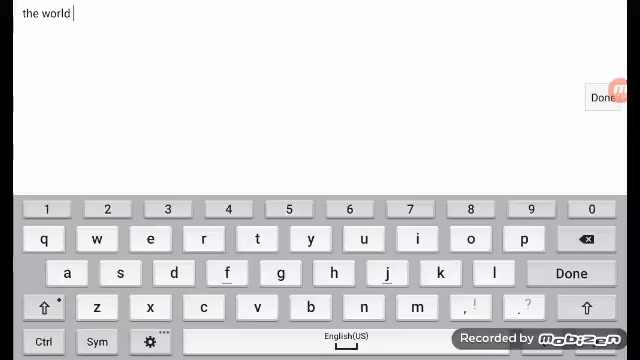 the world
Done
1 2 3 4 5 6 7 8 9 0
q w e r t y u i o p
a s d f g h j k l Done
z x c v b n m , ! . ?
Ctrl Sym English(US)
Recorded by mobizen